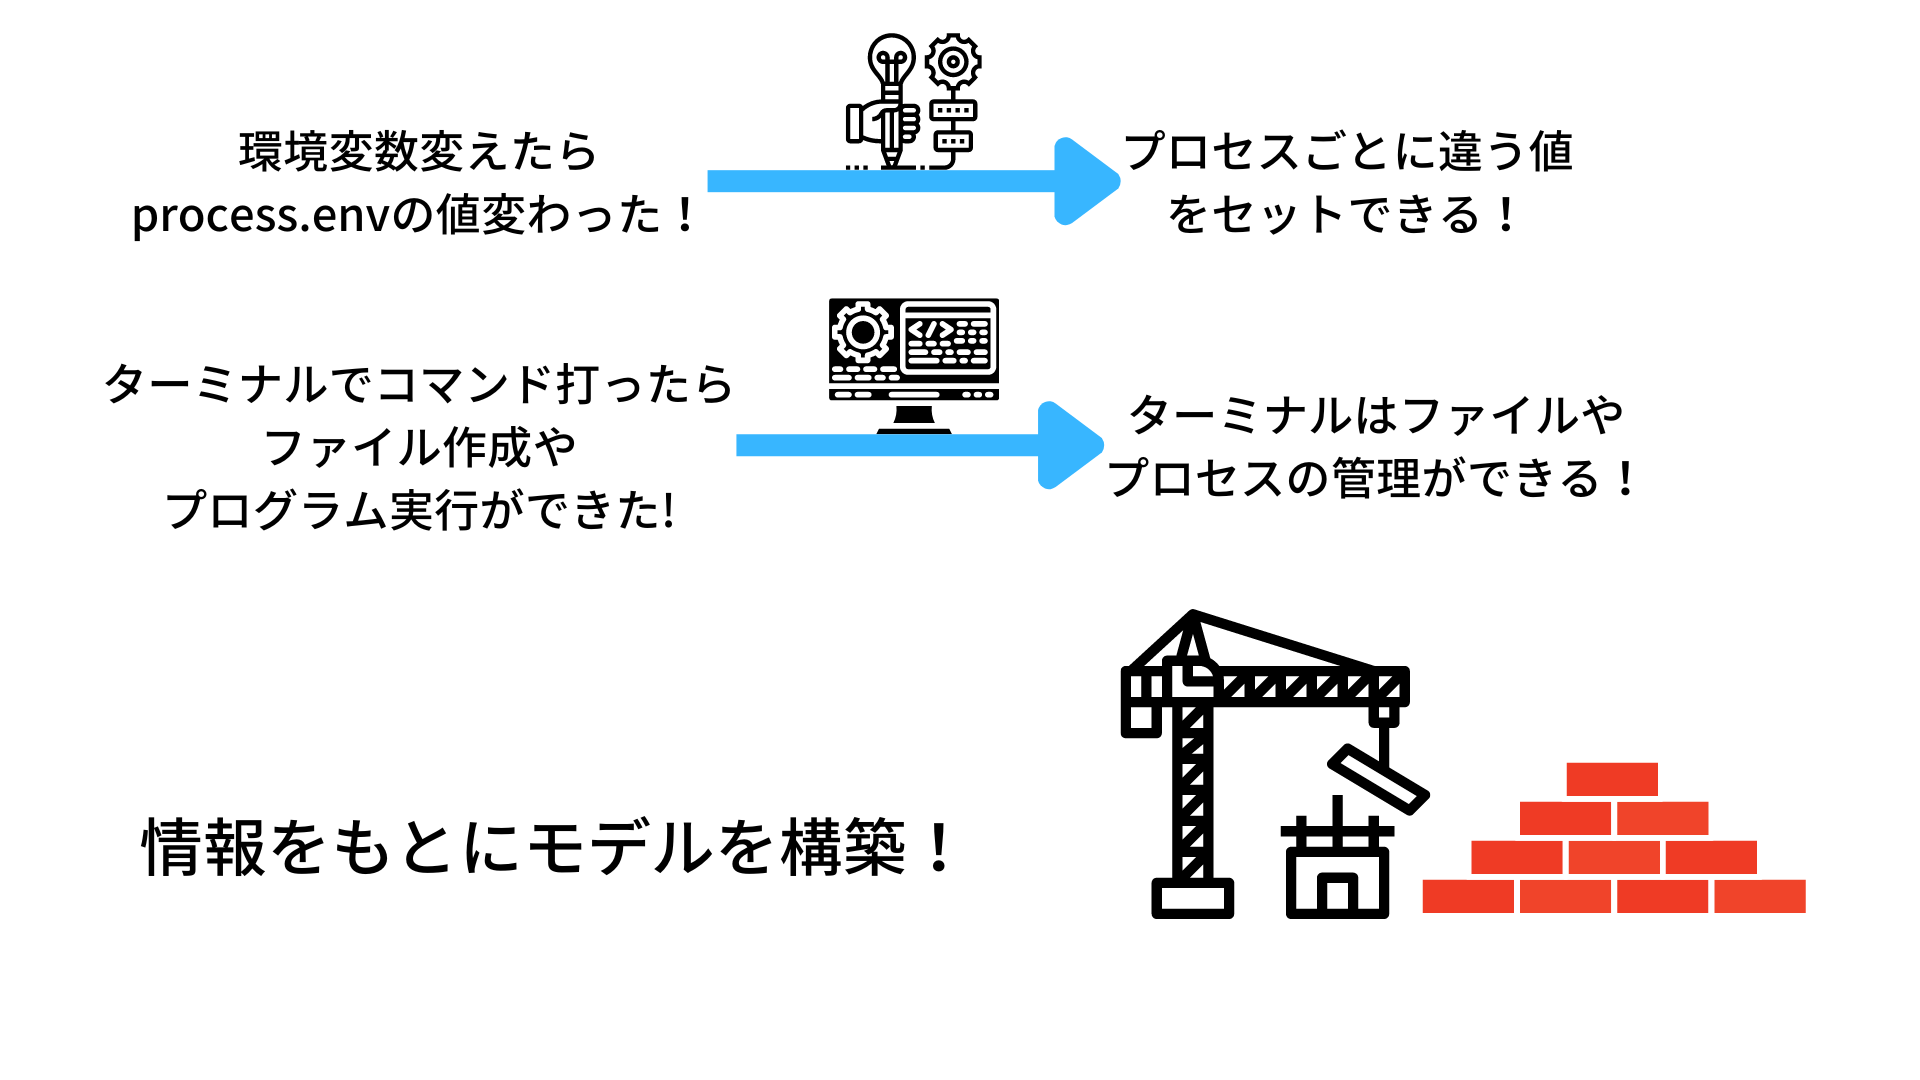 環境変数変えたら
process.envの値変わった！
プロセスごとに違う値
をセットできる！
ターミナルでコマンド打ったら
ファイル作成や
プログラム実行ができた!
ターミナルはファイルや
プロセスの管理ができる！
情報をもとにモデルを構築！